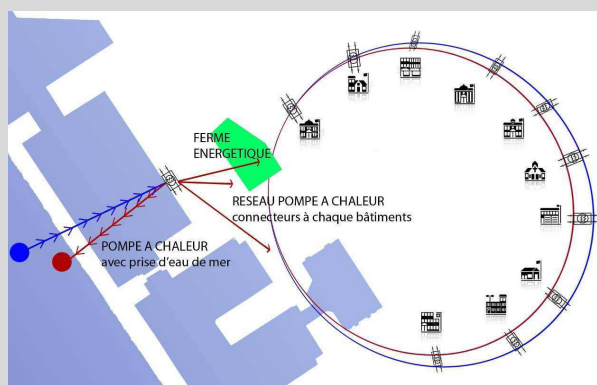 FERME
ENERGETIQUE
RESEAU POMPE A CHALEUR
connecteurs à chaque bâtiments
POMPE A CHALEUR
avec prise d'eau de mer